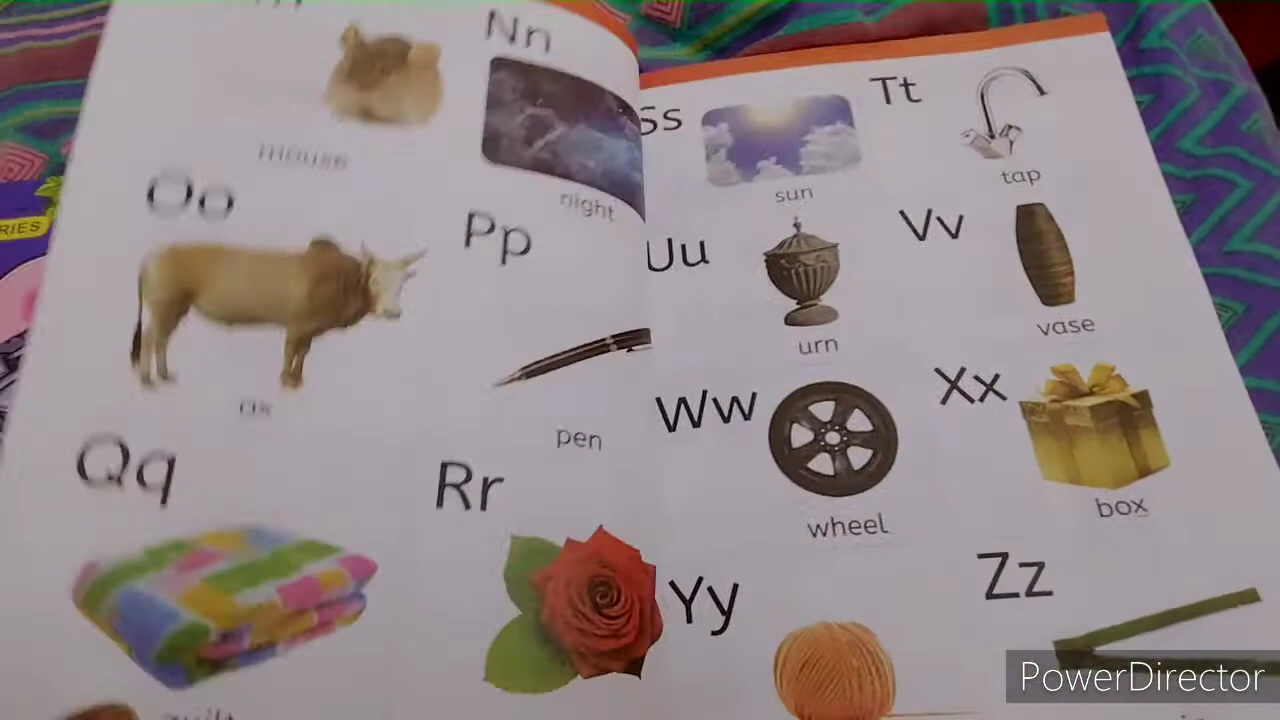 Nn
mouse
night
Oo
Pp
ox
pen
Qq
Rr
Ss
Tt
sun
tap
Uu
Vv
urn
vase
Ww
Xx
wheel
box
Yy
Zz
RIES
PowerDirector